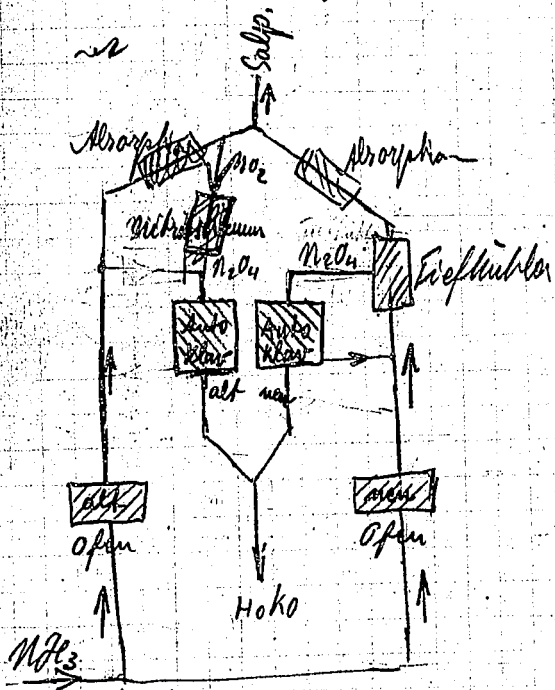 Salp.
Absorption
NO2
Absorption
N2O4
N2O4
Tiefkühler
Auto
klav
Auto
klav
alt
neu
alt
Ofen
neu
Ofen
HoKo
NH3